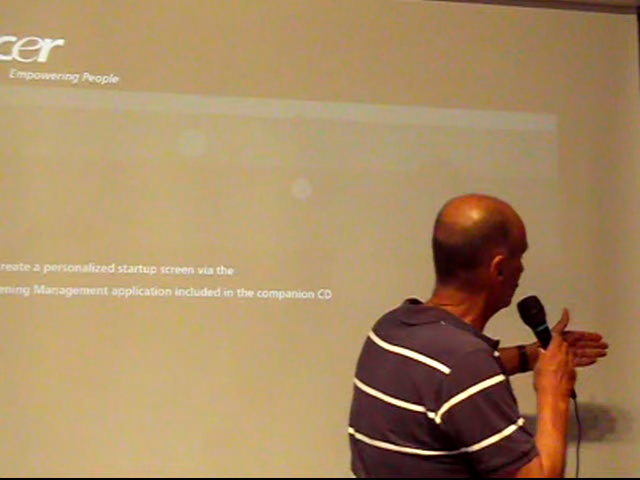 cer
Empowering People
reate a personalized startup screen via the
ening Management application included in the companion CD